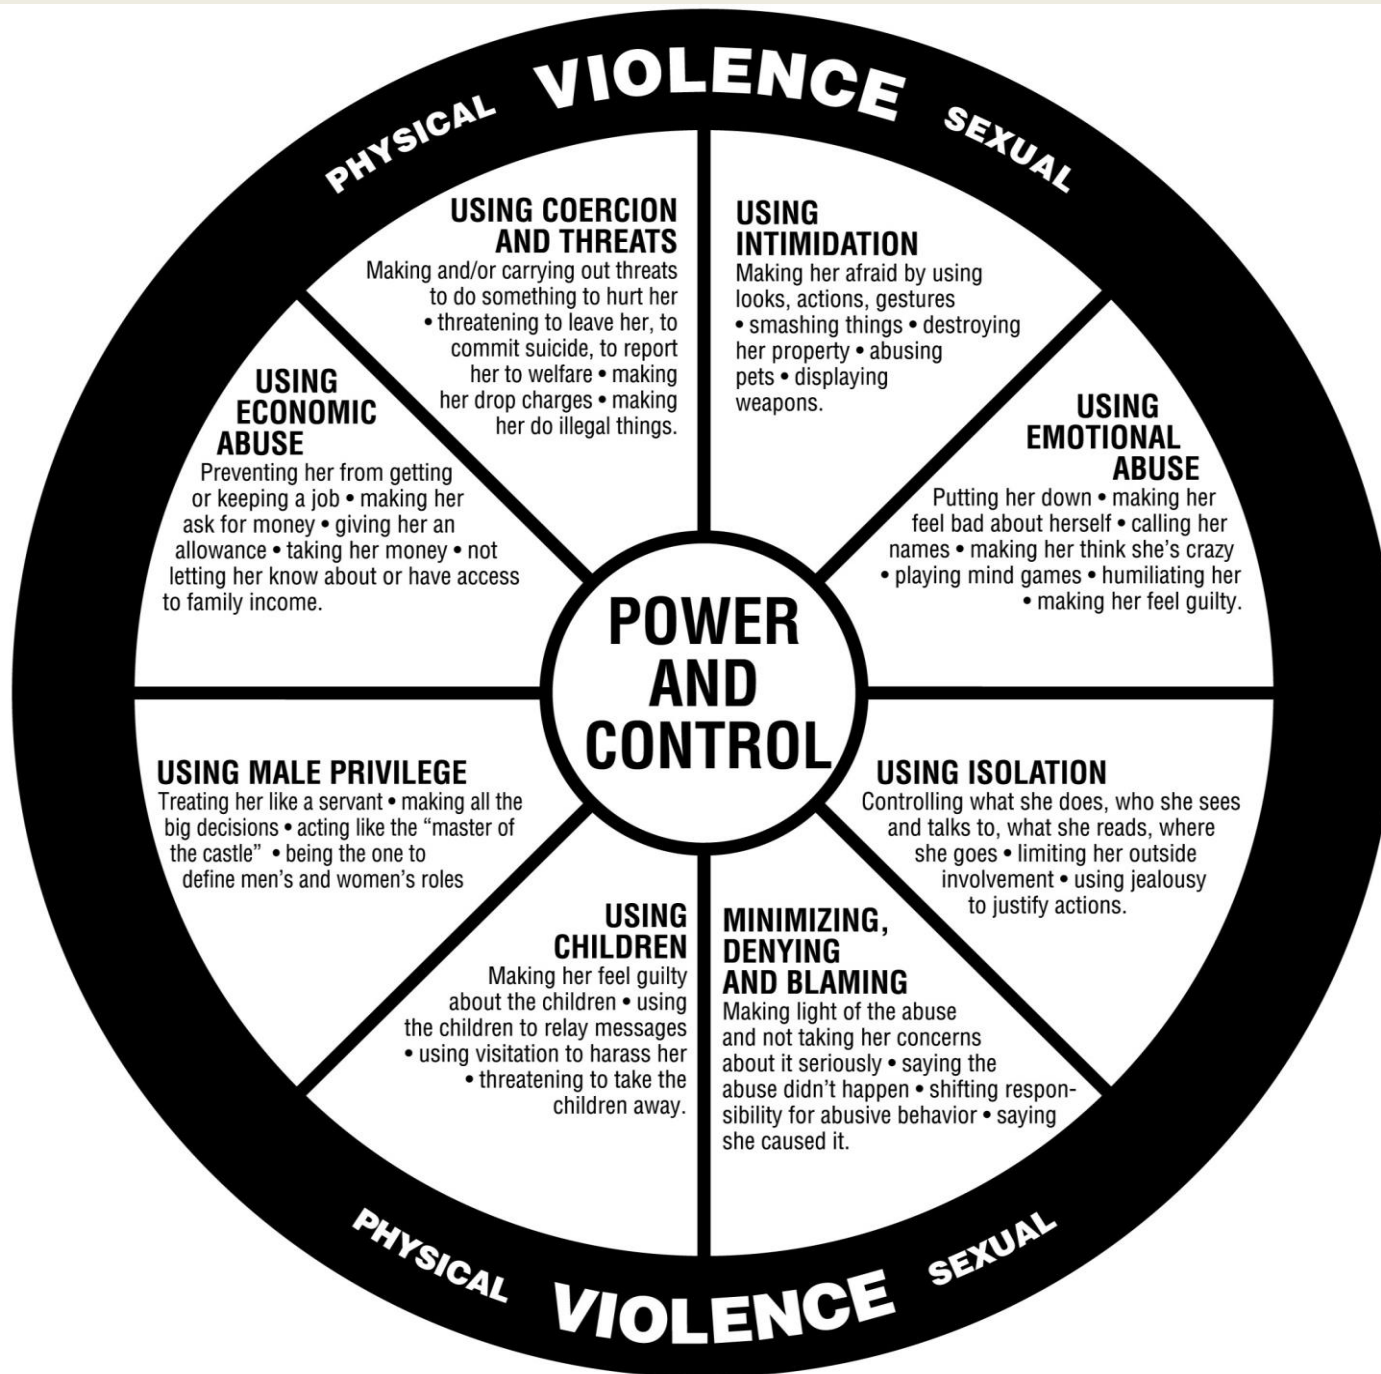 PHYSICAL VIOLENCE SEXUAL
USING COERCION
AND THREATS
Making and/or carrying out threats
to do something to hurt her
• threatening to leave her, to
commit suicide, to report
her to welfare • making
her drop charges • making
her do illegal things.
USING
INTIMIDATION
Making her afraid by using
looks, actions, gestures
• smashing things • destroying
her property • abusing
pets • displaying
weapons.
USING
ECONOMIC
ABUSE
Preventing her from getting
or keeping a job • making her
ask for money • giving her an
allowance • taking her money • not
letting her know about or have access
to family income.
USING
EMOTIONAL
ABUSE
Putting her down • making her
feel bad about herself • calling her
names • making her think she’s crazy
• playing mind games • humiliating her
• making her feel guilty.
POWER
AND
CONTROL
USING MALE PRIVILEGE
Treating her like a servant • making all the
big decisions • acting like the “master of
the castle” • being the one to
define men’s and women’s roles
USING ISOLATION
Controlling what she does, who she sees
and talks to, what she reads, where
she goes • limiting her outside
involvement • using jealousy
to justify actions.
USING
CHILDREN
Making her feel guilty
about the children • using
the children to relay messages
• using visitation to harass her
• threatening to take the
children away.
MINIMIZING,
DENYING
AND BLAMING
Making light of the abuse
and not taking her concerns
about it seriously • saying the
abuse didn’t happen • shifting respon-
sibility for abusive behavior • saying
she caused it.
PHYSICAL VIOLENCE SEXUAL